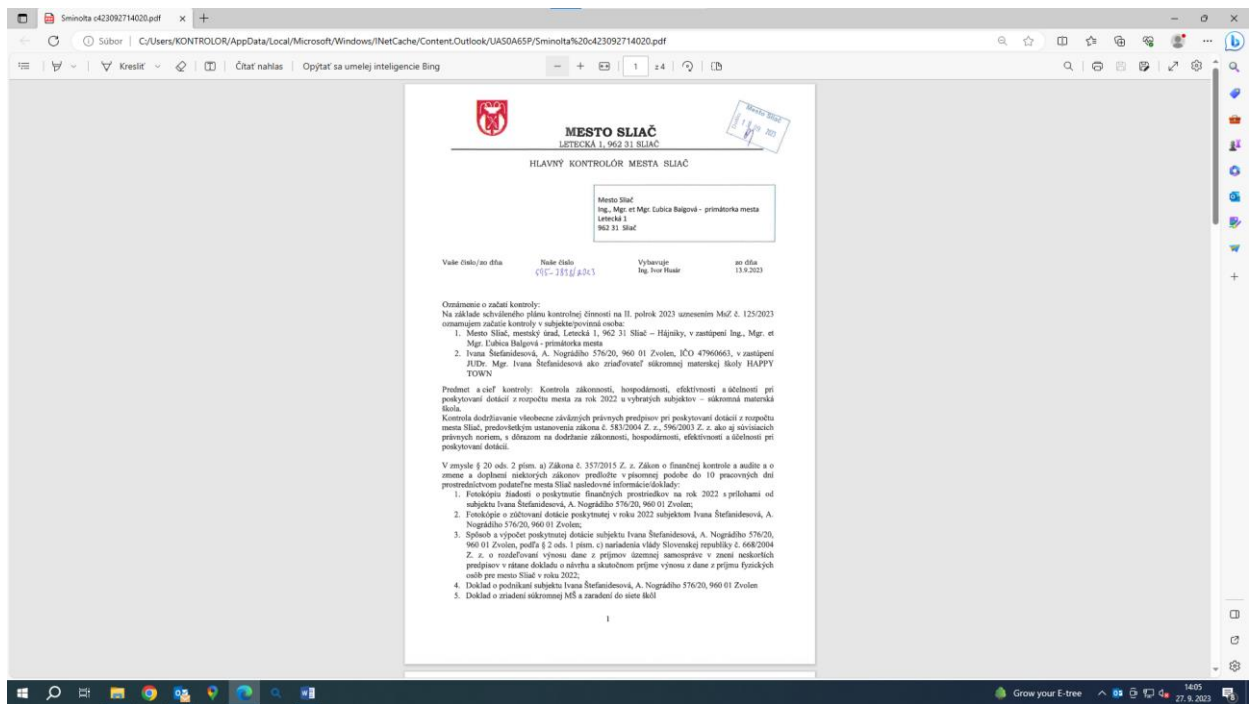 Sminolta c423092714020.pdf
Súbor | C:/Users/KONTROLOR/AppData/Local/Microsoft/Windows/INetCache/Content.Outlook/UAS0A65P/Sminolta%20c423092714020.pdf
Kresliť
Čítať nahlas
Opýtať sa umelej inteligencie Bing
1 z 4
Mesto Sliač
2023
MESTO SLIAČ
LETECKÁ 1, 962 31 SLIAČ
HLAVNÝ KONTROLÓR MESTA SLIAČ
Mesto Sliač
Ing., Mgr. et Mgr. Ľubica Balgová - primátorka mesta
Letecká 1
962 31 Sliač
Vaše číslo/zo dňa Naše číslo Vybavuje zo dňa
Ing. Ivor Husár 13.9.2023
Oznámenie o začatí kontroly:
Na základe schváleného plánu kontrolnej činnosti na II. polrok 2023 uznesením MsZ č. 125/2023
oznamujem začatie kontroly v subjekte/povinná osoba:
1. Mesto Sliač, mestský úrad, Letecká 1, 962 31 Sliač – Hájniky, v zastúpení Ing., Mgr. et
Mgr. Ľubica Balgová - primátorka mesta
2. Ivana Štefanidesová, A. Nográdiho 576/20, 960 01 Zvolen, IČO 47960663, v zastúpení
JUDr. Mgr. Ivana Štefanidesová ako zriaďovateľ súkromnej materskej školy HAPPY
TOWN
Predmet a cieľ kontroly: Kontrola zákonnosti, hospodárnosti, efektívnosti a účelnosti pri
poskytovaní dotácií z rozpočtu mesta za rok 2022 u vybratých subjektov – súkromná materská
škola.
Kontrola dodržiavanie všeobecne záväzných právnych predpisov pri poskytovaní dotácií z rozpočtu
mesta Sliač, predovšetkým ustanovenia zákona č. 583/2004 Z. z., 596/2003 Z. z. ako aj súvisiacich
právnych noriem, s dôrazom na dodržanie zákonnosti, hospodárnosti, efektívnosti a účelnosti pri
poskytovaní dotácií.
V zmysle § 20 ods. 2 písm. a) Zákona č. 357/2015 Z. z. Zákon o finančnej kontrole a audite a o
zmene a doplnení niektorých zákonov predložte v písomnej podobe do 10 pracovných dní
prostredníctvom podateľne mesta Sliač nasledovné informácie/doklady:
1. Fotokópiu žiadosti o poskytnutie finančných prostriedkov na rok 2022 s prílohami od
subjektu Ivana Štefanidesová, A. Nográdiho 576/20, 960 01 Zvolen;
2. Fotokópie o zúčtovaní dotácie poskytnutej v roku 2022 subjektom Ivana Štefanidesová, A.
Nográdiho 576/20, 960 01 Zvolen;
3. Spôsob a výpočet poskytnutej dotácie subjektu Ivana Štefanidesová, A. Nográdiho 576/20,
960 01 Zvolen, podľa § 2 ods. 1 písm. c) nariadenia vlády Slovenskej republiky č. 668/2004
Z. z. o rozdeľovaní výnosu dane z príjmov územnej samospráve v znení neskorších
predpisov v rátane dokladu o návrhu a skutočnom príjme výnosu z dane z príjmu fyzických
osôb pre mesto Sliač v roku 2022;
4. Doklad o podnikaní subjektu Ivana Štefanidesová, A. Nográdiho 576/20, 960 01 Zvolen
5. Doklad o zriadení súkromnej MŠ a zaradení do siete škôl
1
Grow your E-tree
14:05
27. 9. 2023